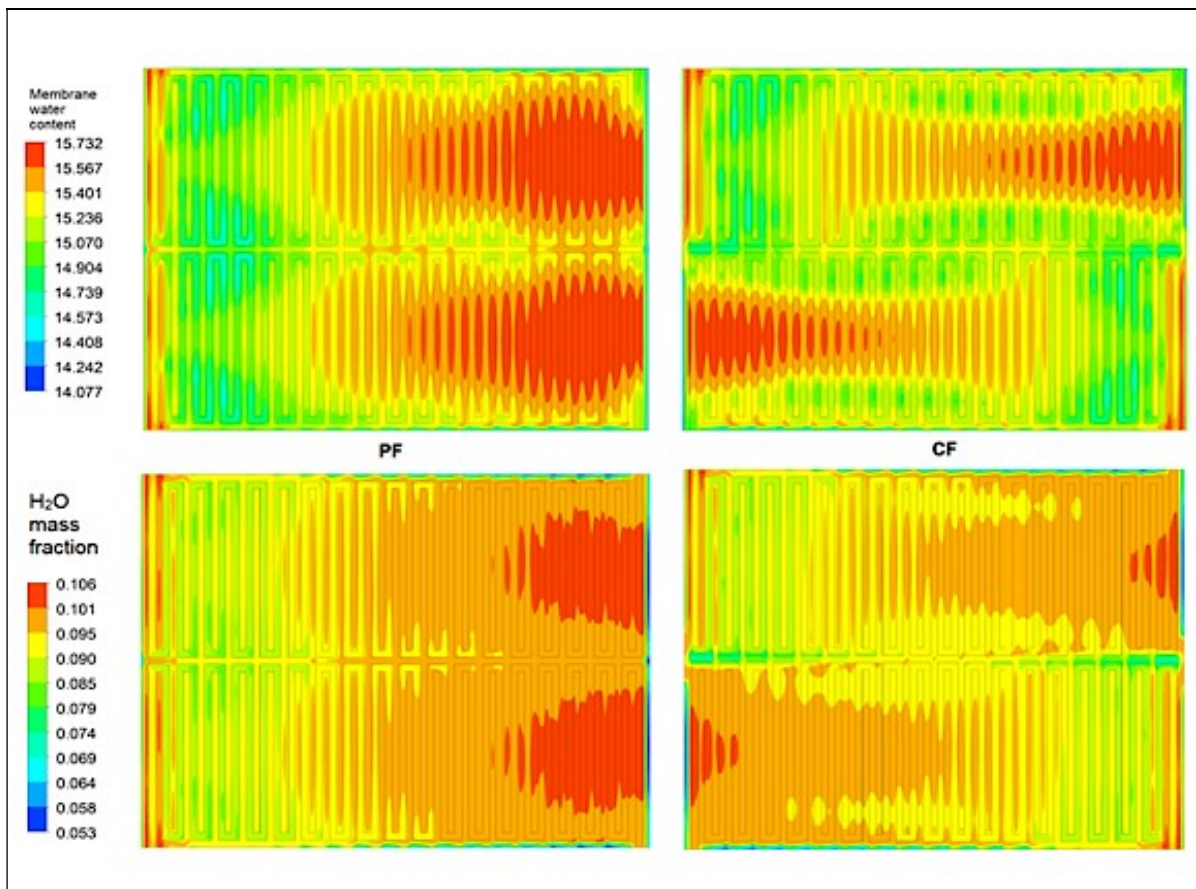 Membrane
water
content
15.732
15.567
15.401
15.236
15.070
14.904
14.739
14.573
14.408
14.242
14.077
PF
CF
H₂O
mass
fraction
0.106
0.101
0.095
0.090
0.085
0.079
0.074
0.069
0.064
0.058
0.053